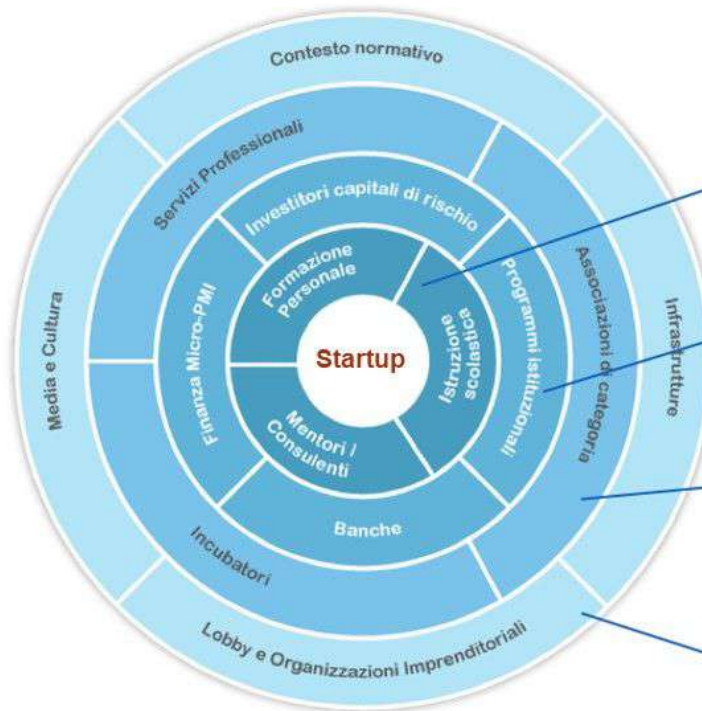 Contesto normativo
Servizi Professionali
Investitori capitali di rischio
Formazione
Personale
Media e Cultura
Finanza Micro-PMI
Startup
Istruzione
scolastica
Programmi istituzionali
Associazioni di categoria
Infrastrutture
Mentori /
Consulenti
Banche
Incubatori
Lobby e Organizzazioni Imprenditoriali